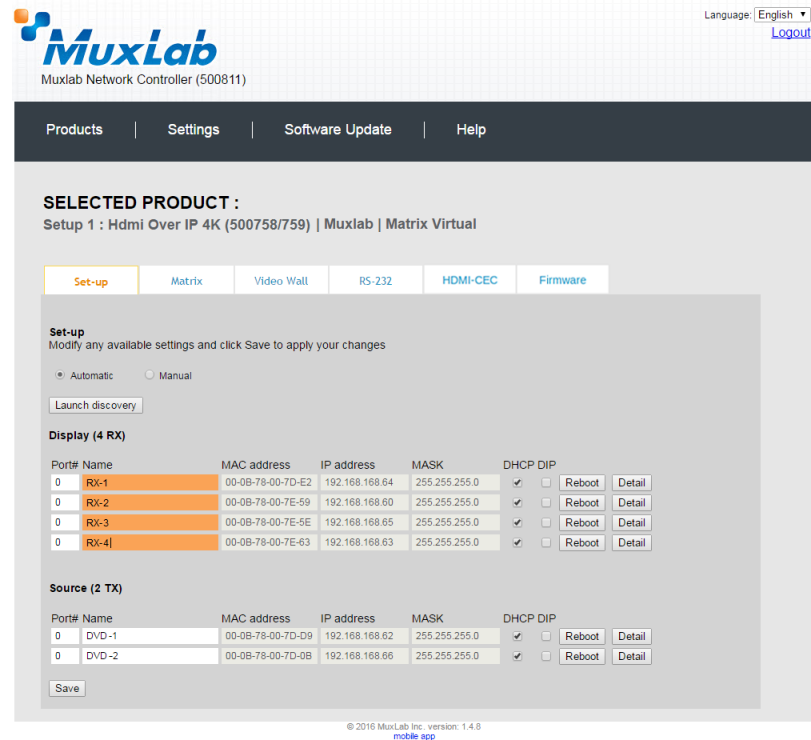 Language: English
Logout
MuxLab
Muxlab Network Controller (500811)
Products | Settings | Software Update | Help
SELECTED PRODUCT :
Setup 1 : Hdmi Over IP 4K (500758/759) | Muxlab | Matrix Virtual
Set-up Matrix Video Wall RS-232 HDMI-CEC Firmware
Set-up
Modify any available settings and click Save to apply your changes
Automatic Manual
Launch discovery
Display (4 RX)
Port# Name MAC address IP address MASK DHCP DIP
0 RX-1 00-0B-78-00-7D-E2 192.168.168.64 255.255.255.0 Reboot Detail
0 RX-2 00-0B-78-00-7E-59 192.168.168.60 255.255.255.0 Reboot Detail
0 RX-3 00-0B-78-00-7E-5E 192.168.168.65 255.255.255.0 Reboot Detail
0 RX-4 00-0B-78-00-7E-63 192.168.168.63 255.255.255.0 Reboot Detail
Source (2 TX)
Port# Name MAC address IP address MASK DHCP DIP
0 DVD-1 00-0B-78-00-7D-D9 192.168.168.62 255.255.255.0 Reboot Detail
0 DVD-2 00-0B-78-00-7D-0B 192.168.168.66 255.255.255.0 Reboot Detail
Save
© 2016 MuxLab Inc. version: 1.4.8
mobile app